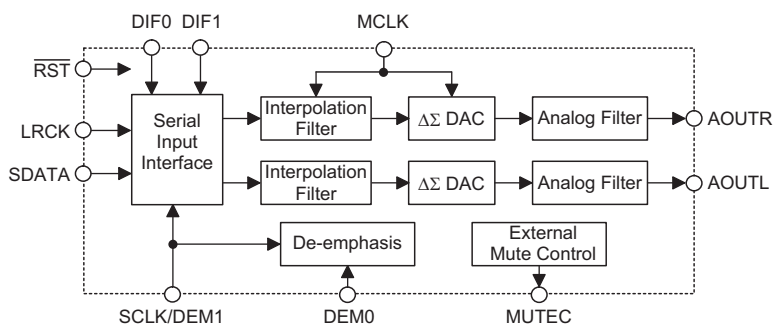 DIF0 DIF1 MCLK
RST
LRCK
SDATA
Serial
Input
Interface
Interpolation
Filter
ΔΣ DAC
Analog Filter
AOUTR
Interpolation
Filter
ΔΣ DAC
Analog Filter
AOUTL
De-emphasis
External
Mute Control
SCLK/DEM1 DEM0 MUTEC